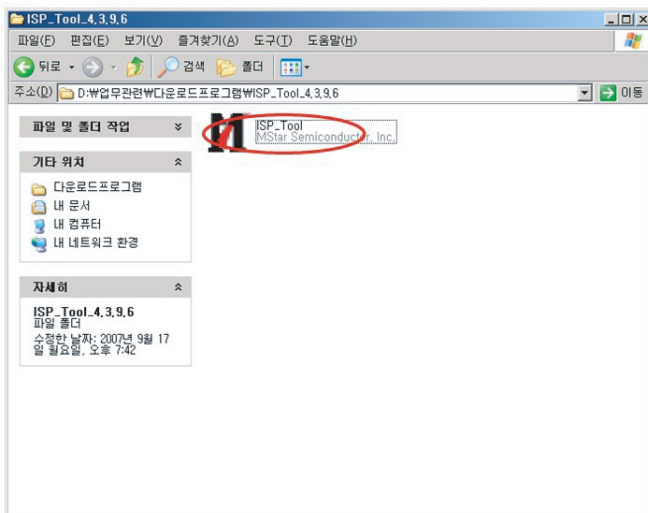 ISP_Tool_4,3,9,6
파일(F) 편집(E) 보기(V) 즐겨찾기(A) 도구(T) 도움말(H)
뒤로 검색 폴더
주소(D) D:₩업무관련₩다운로드프로그램₩ISP_Tool_4,3,9,6 이동
파일 및 폴더 작업
기타 위치
다운로드프로그램
내 문서
내 컴퓨터
내 네트워크 환경
자세히
ISP_Tool_4,3,9,6
파일 폴더
수정한 날짜: 2007년 9월 17
일 월요일, 오후 7:42
ISP_Tool
MStar Semiconductor, Inc.